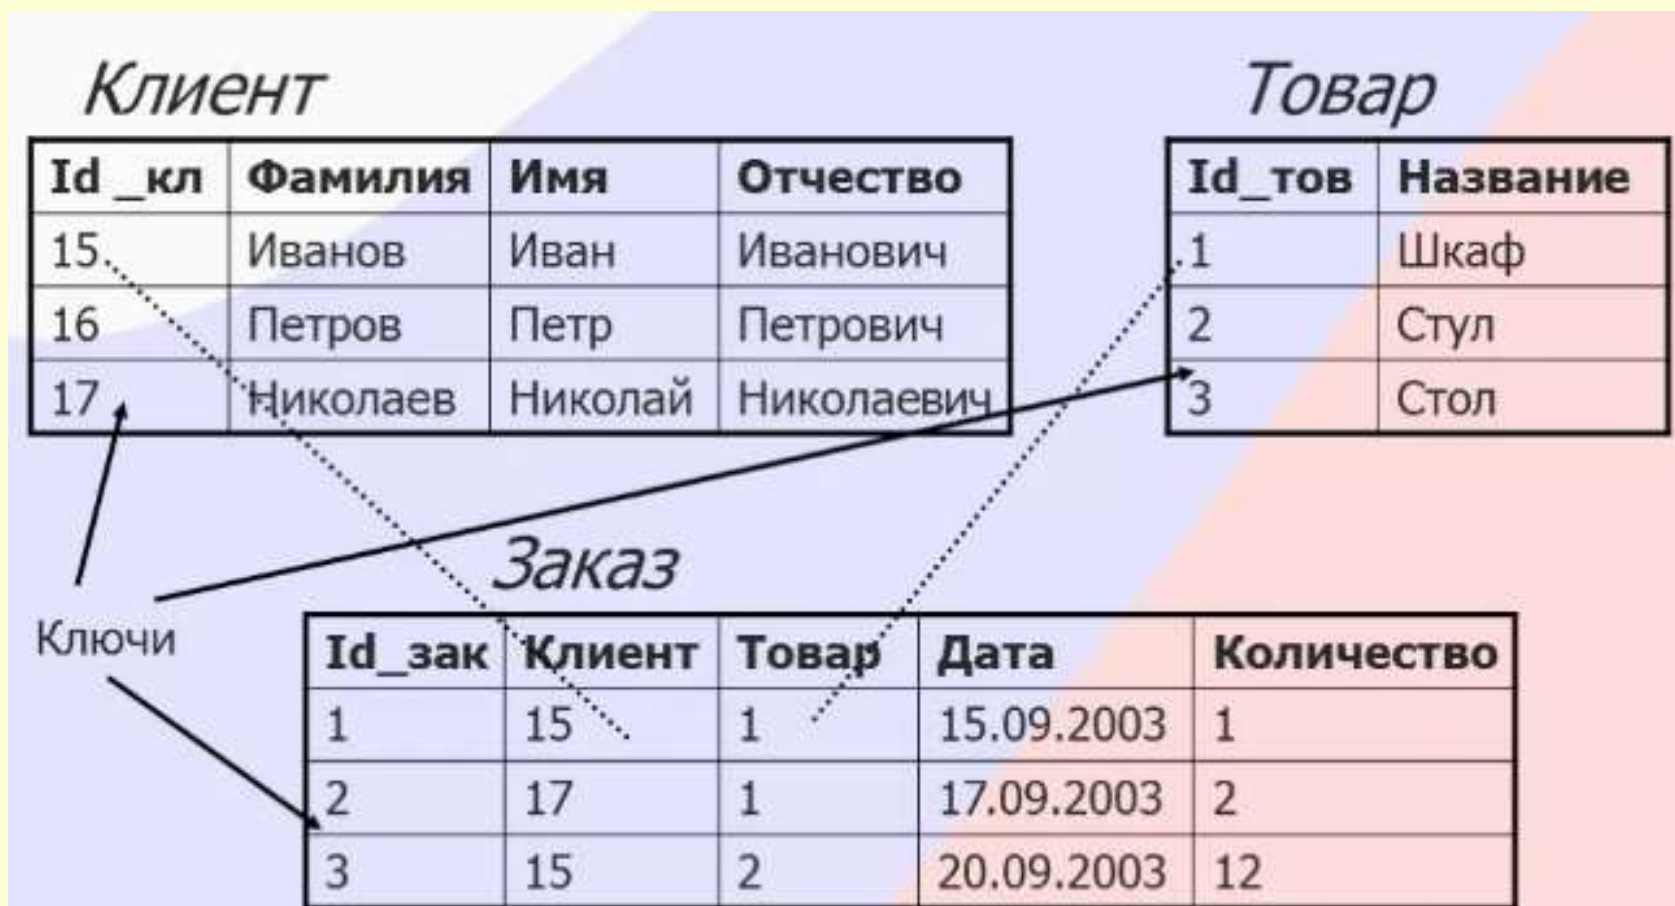 Клиент
Id _кл Фамилия Имя Отчество
15 Иванов Иван Иванович
16 Петров Петр Петрович
17 Николаев Николай Николаевич
Товар
Id_тов Название
1 Шкаф
2 Стул
3 Стол
Ключи
Заказ
Id_зак Клиент Товар Дата Количество
1 15 1 15.09.2003 1
2 17 1 17.09.2003 2
3 15 2 20.09.2003 12